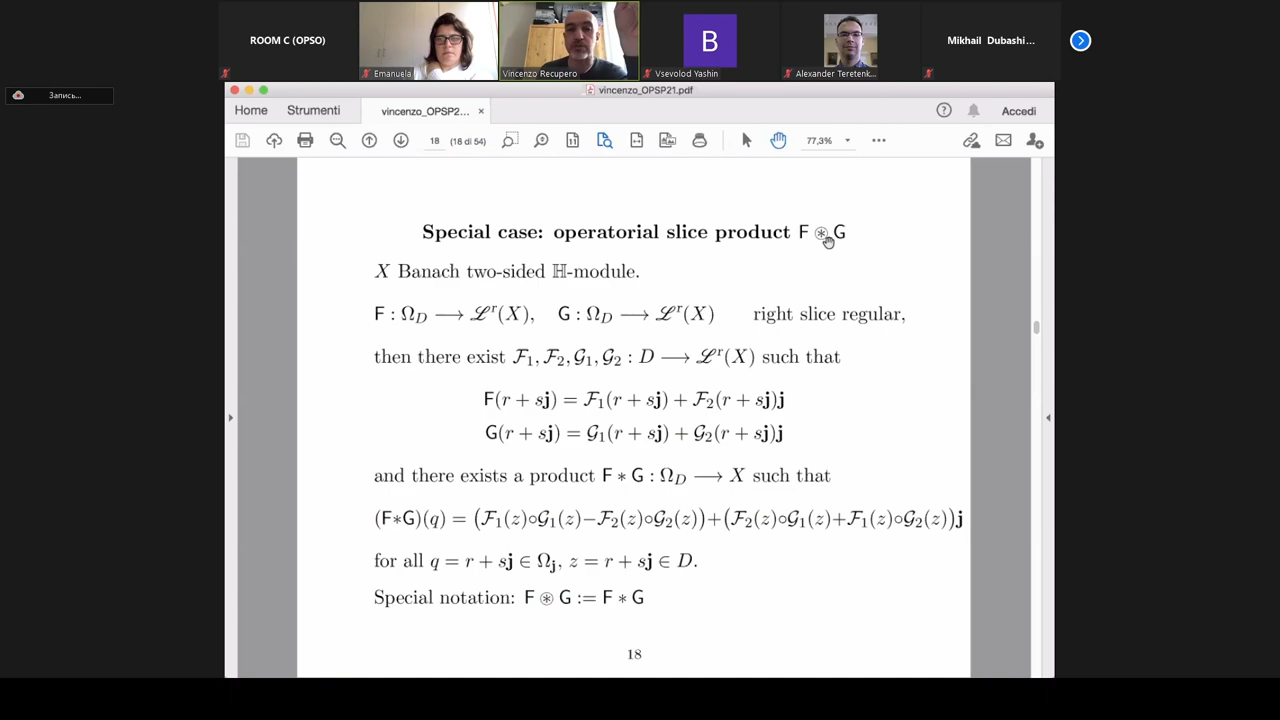 ROOM C (OPSO)
Emanuela
Vincenzo Recupero
B
Vsevolod Yashin
Alexander Teretenk...
Mikhail Dubashi...
Запись...
vincenzo_OPSP21.pdf
Home Strumenti vincenzo_OPSP2... × Accedi
18 (18 di 54) 77,3%
Special case: operatorial slice product F ⊛ G
X Banach two-sided ℍ-module.
F : Ω_D ⟶ ℒ^r(X), G : Ω_D ⟶ ℒ^r(X) right slice regular,
then there exist ℱ₁, ℱ₂, 𝒢₁, 𝒢₂ : D ⟶ ℒ^r(X) such that
F(r + sj) = ℱ₁(r + sj) + ℱ₂(r + sj)j
G(r + sj) = 𝒢₁(r + sj) + 𝒢₂(r + sj)j
and there exists a product F ∗ G : Ω_D ⟶ X such that
(F∗G)(q) = (ℱ₁(z)∘𝒢₁(z)−ℱ₂(z)∘𝒢₂(z))+(ℱ₂(z)∘𝒢₁(z)+ℱ₁(z)∘𝒢₂(z))j
for all q = r + sj ∈ Ω_j, z = r + sj ∈ D.
Special notation: F ⊛ G := F ∗ G
18